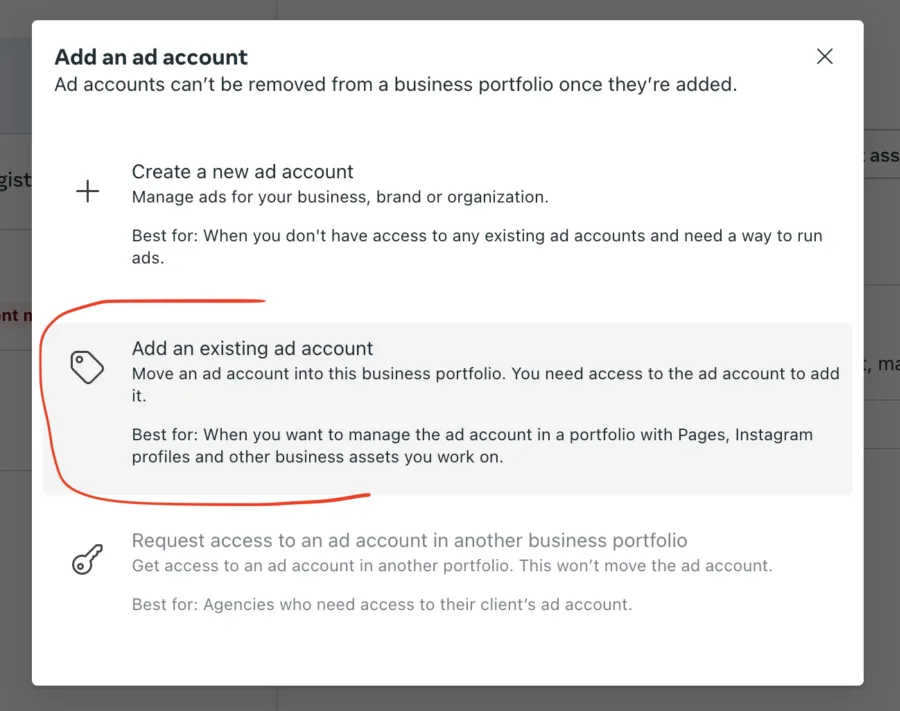 Add an ad account
Ad accounts can’t be removed from a business portfolio once they’re added.
Create a new ad account
Manage ads for your business, brand or organization.
Best for: When you don't have access to any existing ad accounts and need a way to run
ads.
Add an existing ad account
Move an ad account into this business portfolio. You need access to the ad account to add
it.
Best for: When you want to manage the ad account in a portfolio with Pages, Instagram
profiles and other business assets you work on.
Request access to an ad account in another business portfolio
Get access to an ad account in another portfolio. This won’t move the ad account.
Best for: Agencies who need access to their client’s ad account.